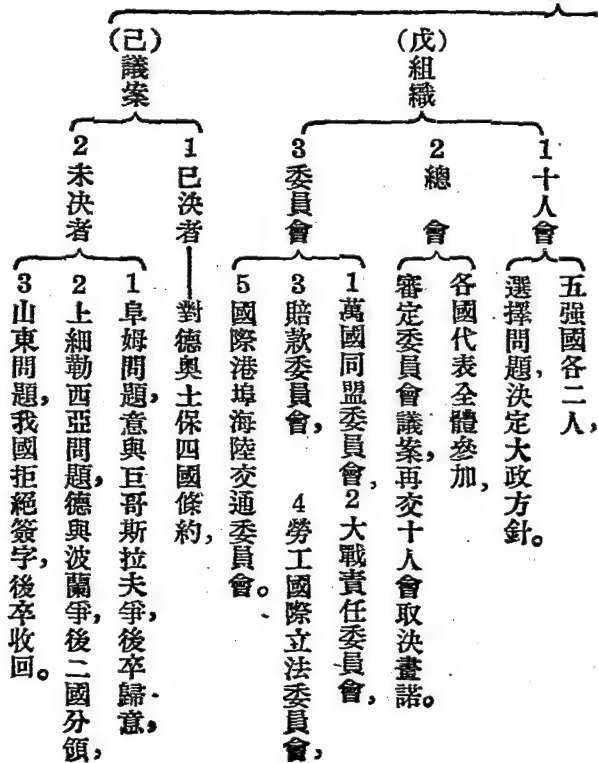 (戊)組織
1十人會
五强國各二人,
選擇問題,決定大政方針。
2總會
各國代表全體參加,
審定委員會議案,再交十人會取決畫諾。
3委員會
1萬國同盟委員會,2大戰責任委員會,
3賠款委員會,4勞工國際立法委員會,
5國際港埠海陸交通委員會。
(己)議案
1已決者
對德奧土保四國條約,
2未決者
1阜姆問題,意與巨哥斯拉夫爭,後卒歸意,
2上細勒西亞問題,德與波蘭爭,後二國分領,
3山東問題,我國拒絕簽字,後卒收回。